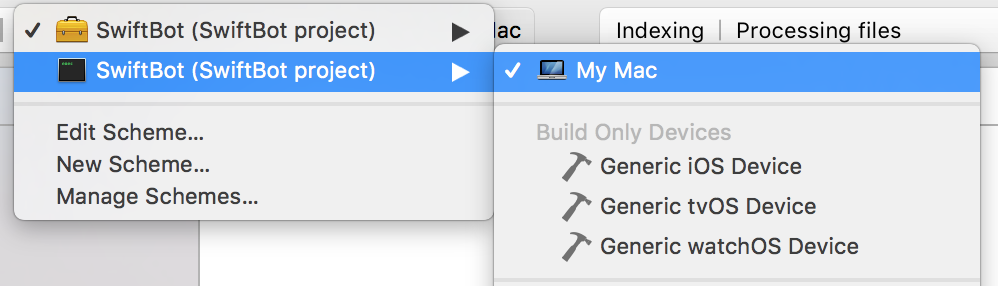 SwiftBot (SwiftBot project)
SwiftBot (SwiftBot project)
Edit Scheme...
New Scheme...
Manage Schemes...
Mac
Indexing | Processing files
My Mac
Build Only Devices
Generic iOS Device
Generic tvOS Device
Generic watchOS Device